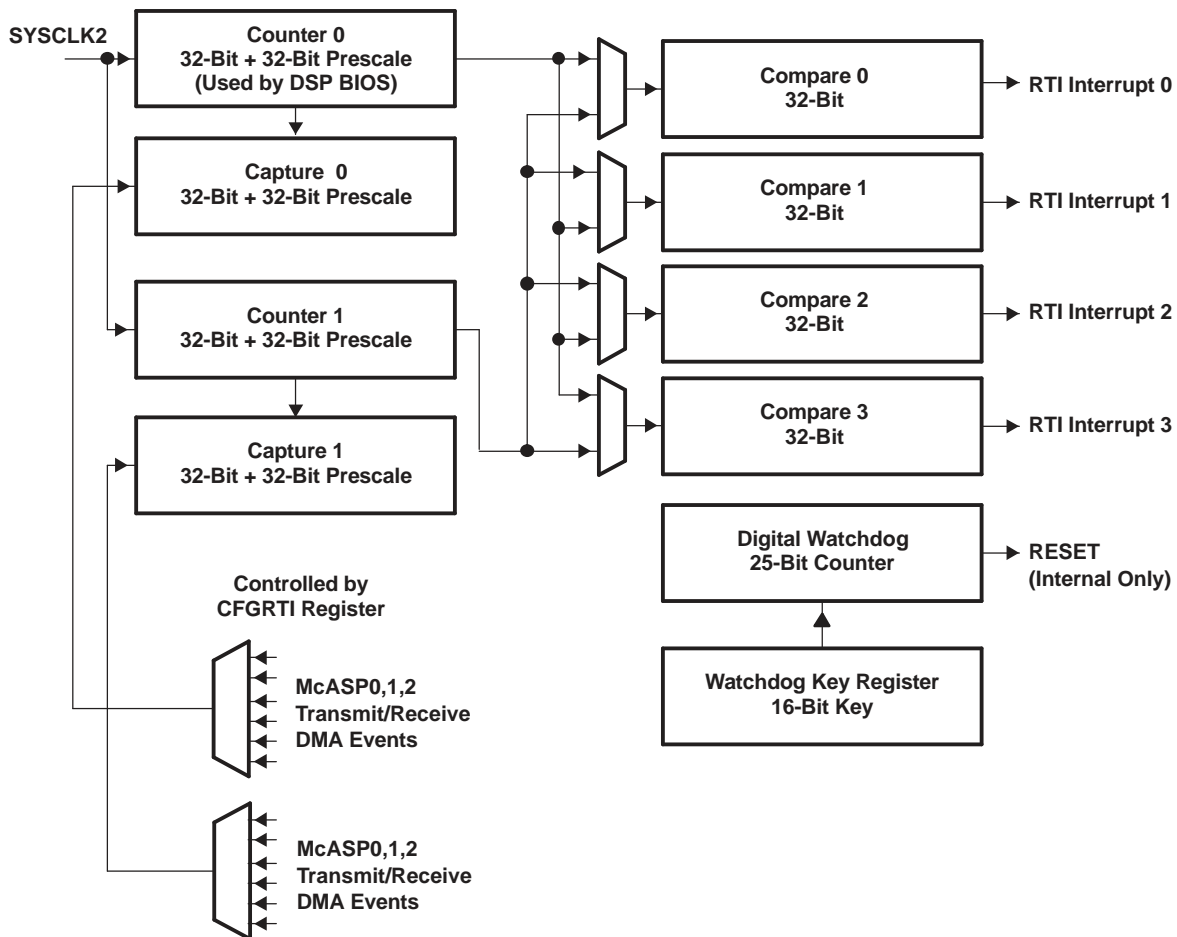 SYSCLK2
Counter 0
32-Bit + 32-Bit Prescale
(Used by DSP BIOS)
Capture 0
32-Bit + 32-Bit Prescale
Counter 1
32-Bit + 32-Bit Prescale
Capture 1
32-Bit + 32-Bit Prescale
Compare 0
32-Bit
RTI Interrupt 0
Compare 1
32-Bit
RTI Interrupt 1
Compare 2
32-Bit
RTI Interrupt 2
Compare 3
32-Bit
RTI Interrupt 3
Digital Watchdog
25-Bit Counter
RESET
(Internal Only)
Watchdog Key Register
16-Bit Key
Controlled by
CFGRTI Register
McASP0,1,2
Transmit/Receive
DMA Events
McASP0,1,2
Transmit/Receive
DMA Events